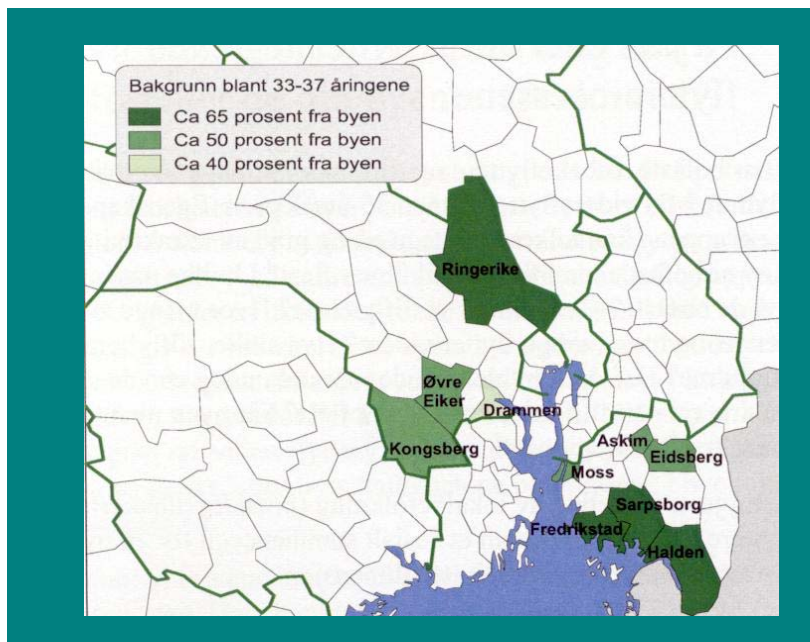 Bakgrunn blant 33-37 åringene
Ca 65 prosent fra byen
Ca 50 prosent fra byen
Ca 40 prosent fra byen
Ringerike
Øvre
Eiker
Drammen
Kongsberg
Askim
Eidsberg
Moss
Sarpsborg
Fredrikstad
Halden